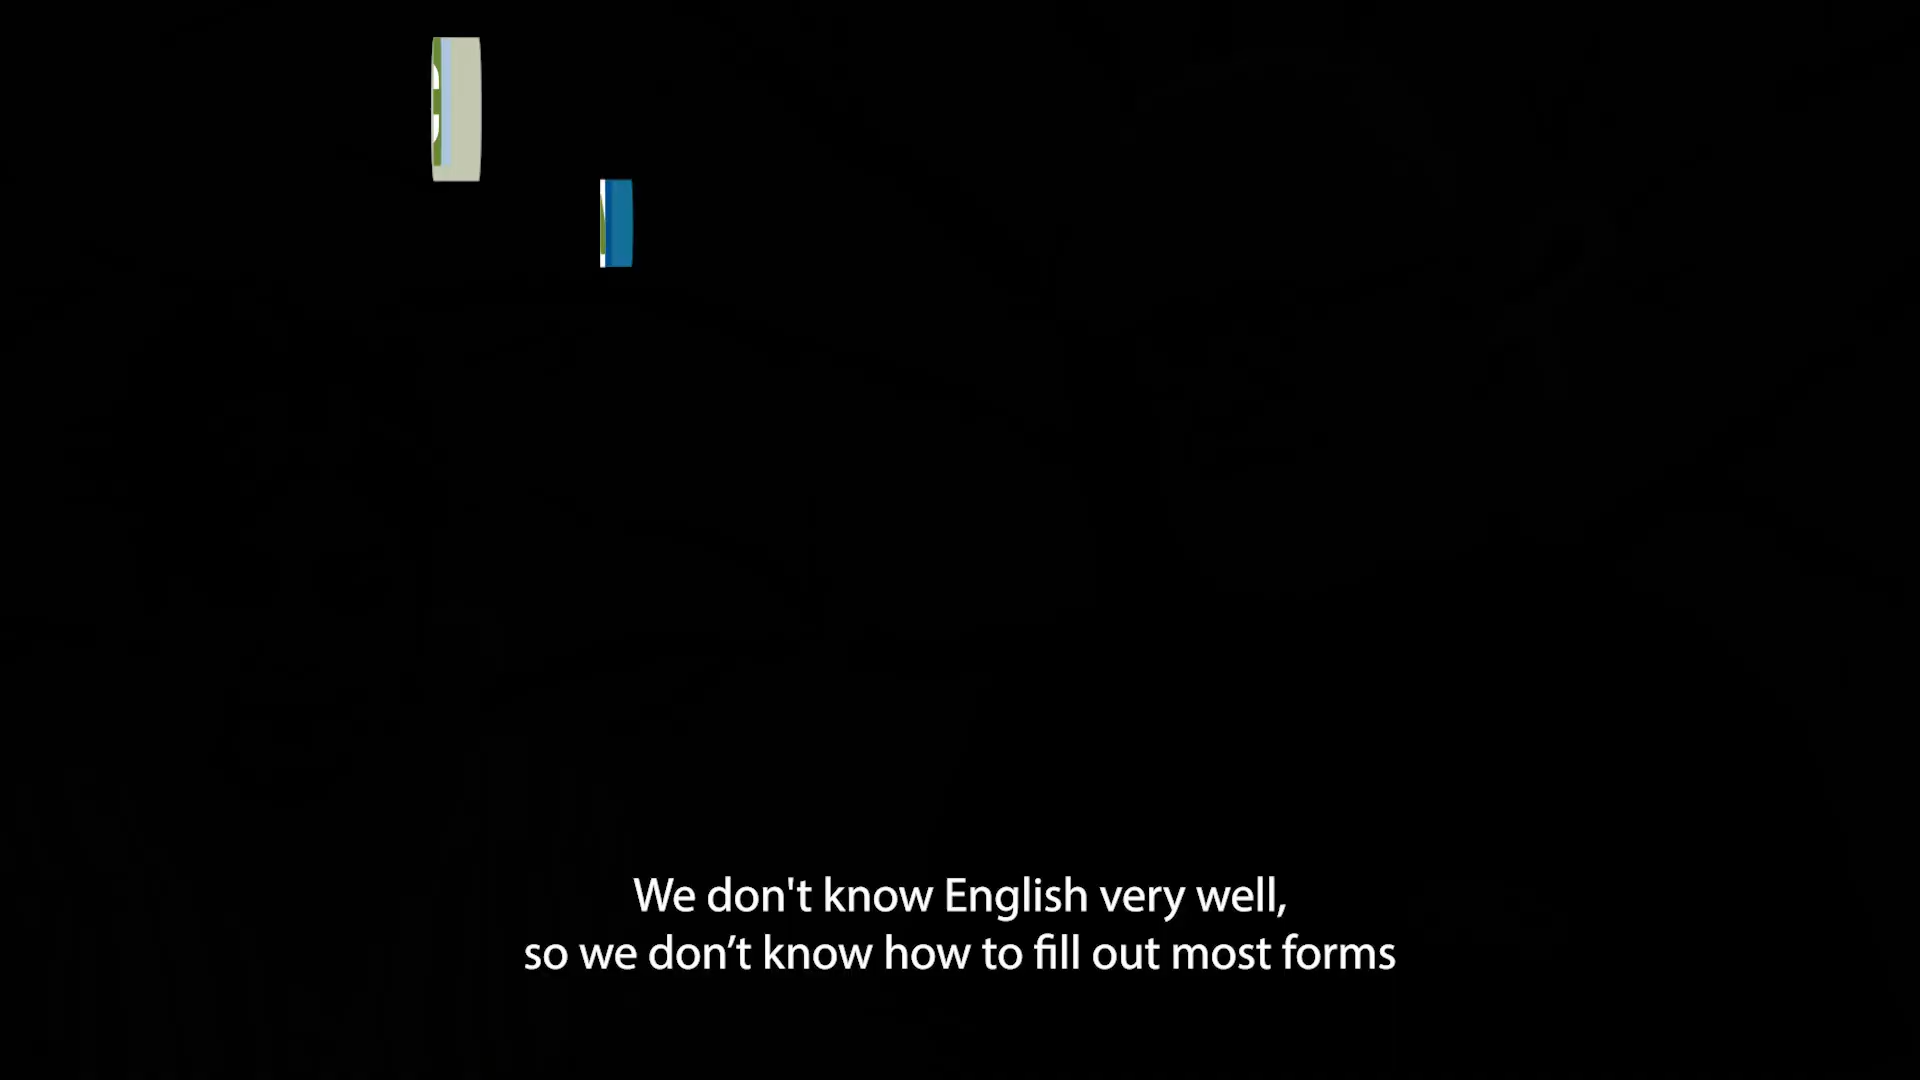 We don't know English very well,
so we don’t know how to fill out most forms